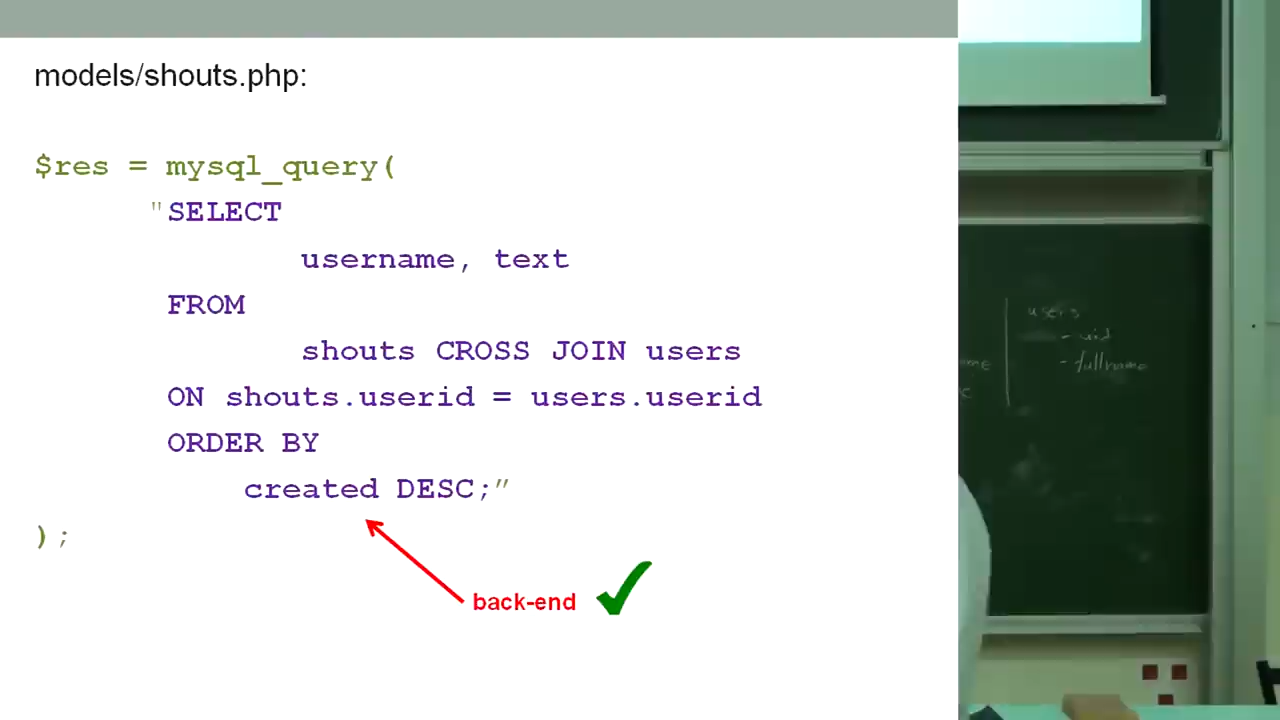 models/shouts.php:
$res = mysql_query(
"SELECT
username, text
FROM
shouts CROSS JOIN users
ON shouts.userid = users.userid
ORDER BY
created DESC;”
);
back-end
users
- uid
- fullname